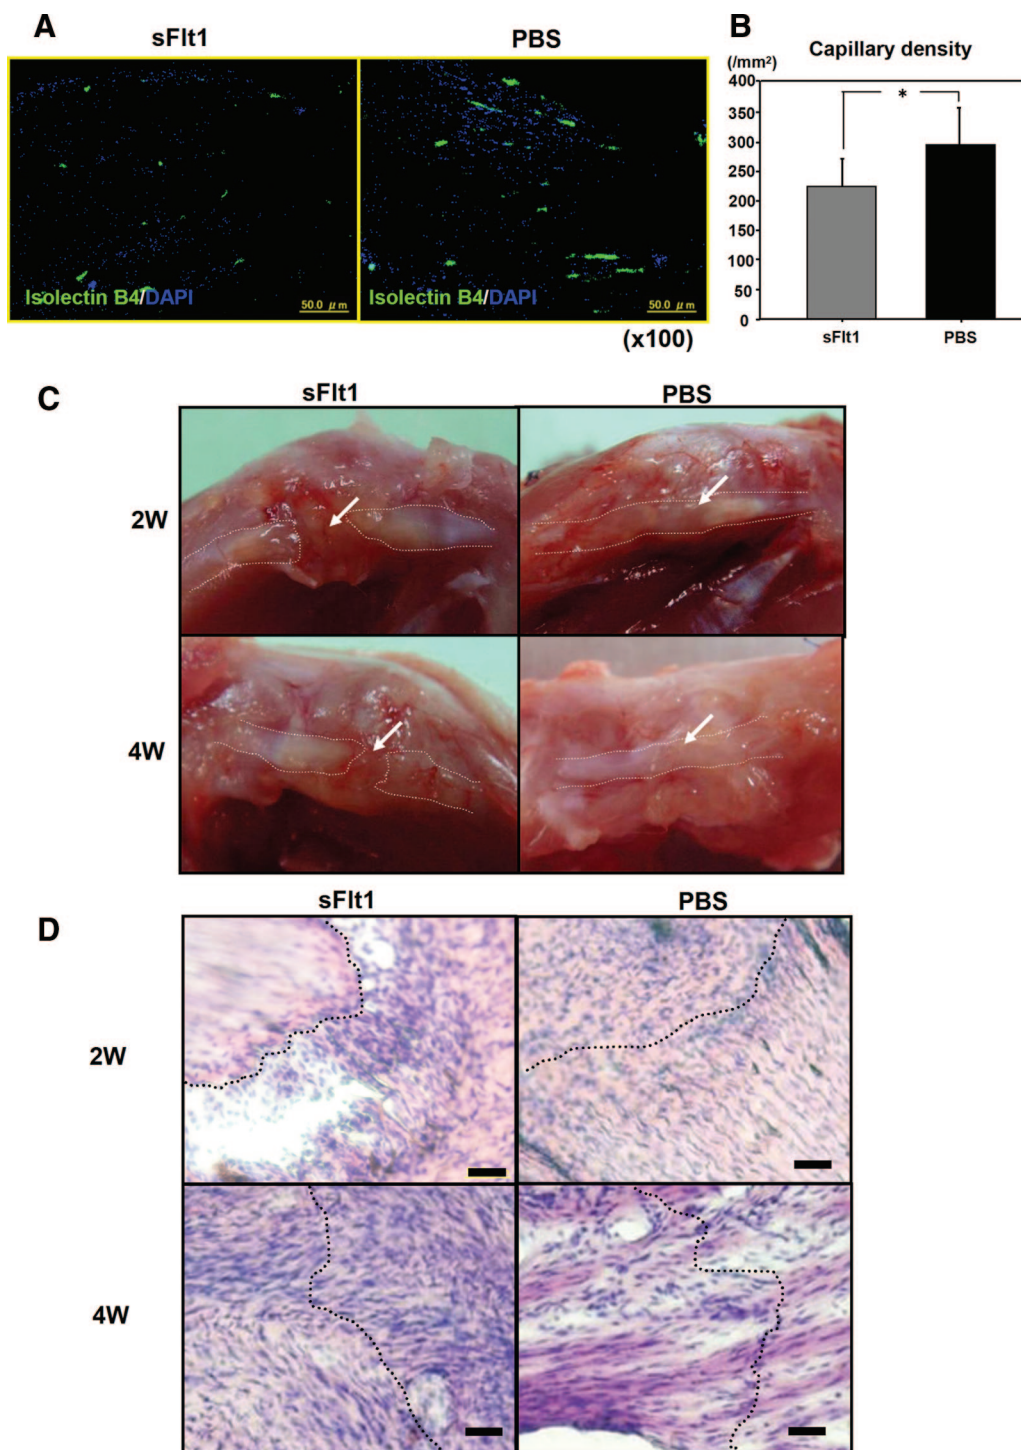 A
sFlt1
PBS
Isolectin B4/DAPI
50.0 μm
Isolectin B4/DAPI
50.0 μm
(x100)
B
Capillary density
(/mm²)
400
350
300
250
200
150
100
50
0
*
sFlt1
PBS
C
sFlt1
PBS
2W
4W
D
sFlt1
PBS
2W
4W